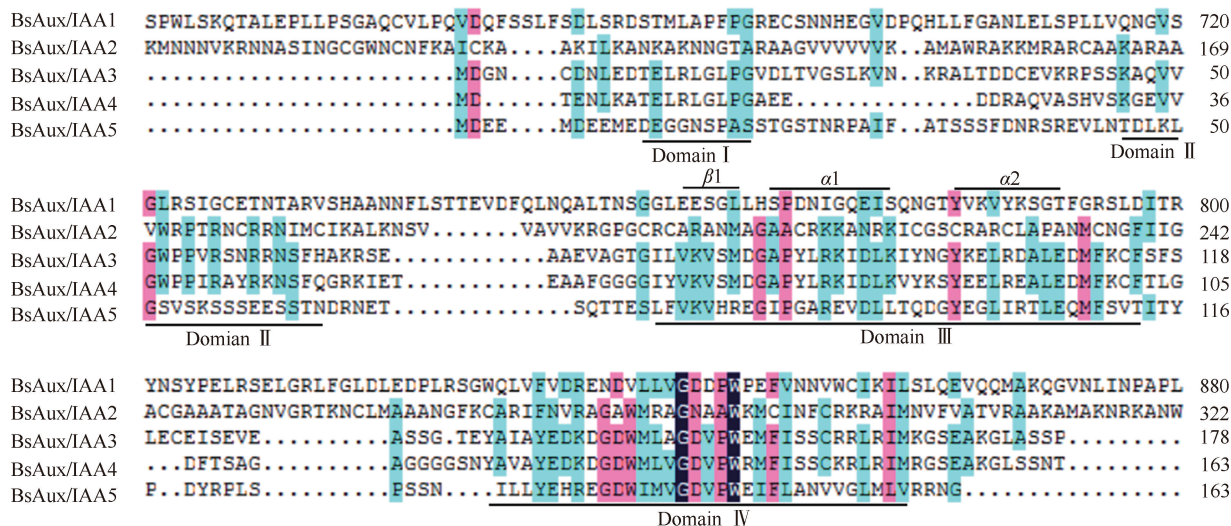 BsAux/IAA1 SPWLSKQTALEPLLPSGAQCVLPQVDQFSSLFSDLSRDSTMLAPFPGRECSNNHEGVDPQHLLFGANLELSPLLVQNGVS 720
BsAux/IAA2 KMNNNVKRNNASINGCGWNCNFKAICKA....AKILKANKAKNNGTARAAGVVVVVVK.AMAWRAKKMRARCAAKARAA 169
BsAux/IAA3 ........................MDGN....CDNLEDTELRLGLPGVDLTVGSLKVN.KRALTDDCEVKRPSSKAQVV 50
BsAux/IAA4 ........................MD......TENLKATELRLGLPGAEE..............DDRAQVASHVSKGEVV 36
BsAux/IAA5 ........................MDEE....MDEEMEDEGGNSPASSTGSTNRPAIF..ATSSSFDNRSREVLNTDLKL 50
Domain I Domain II
β1 α1 α2
BsAux/IAA1 GLRSIGCETNTARVSHAANNFLSTTEVDFQLNQALTNSGGLEESGLLHSPDNIGQEISQNGTYVKVYKSGTFGRSLDITR 800
BsAux/IAA2 VWRPTRNCRRNIMCIKALKNSV.......VAVVKRGPGCRCARANMAGAACRKKANRKICGSCRARCLAPANMCNGFIIG 242
BsAux/IAA3 GWPPVRSNRRNSFHAKRSE..........AAEVAGTGILVKVSMDGAPYLRKIDLKIYNGYKELRDALEDMFKCFSFS 118
BsAux/IAA4 GWPPIRAYRKNSFQGRKIET.........EAAFGGGGIYVKVSMDGAPYLRKIDLKVYKSYEELREALEDMFKCFTLG 105
BsAux/IAA5 GSVSKSSSEESSTNDRNET..........SQTTESLFVKVHREGIPGAREVDLLTQDGYEGLIRTLEQMFSVTITY 116
Domian II Domain III
BsAux/IAA1 YNSYPELRSELGRLFGLDLEDPLRSGWQLVFVDRENDVLLVGDDPWPEFVNNVWCIKILSLQEVQQMAKQGVNLINPAPL 880
BsAux/IAA2 ACGAAATAGNVGRTKNCLMAAANGFKCARIFNVRAGAWMRAGNAAWKMCINFCRKRAIMNVFVATVRAAKAMAKNRKANW 322
BsAux/IAA3 LECEISEVE..........ASSG.TEYAIAYEDKDGDWMLAGDVPWEMFISSCRRLRIMKGSEAKGLASSP......... 178
BsAux/IAA4 ...DFTSAG..........AGGGGSNYAVAYEDKDGDWMLVGDVPWRMFISSCKRLRIMRGSEAKGLSSNT......... 163
BsAux/IAA5 P..DYRPLS..........PSSN....ILLYEHREGDWIMVGDVPWEIFLANVVGLMLVRRNG................. 163
Domain IV